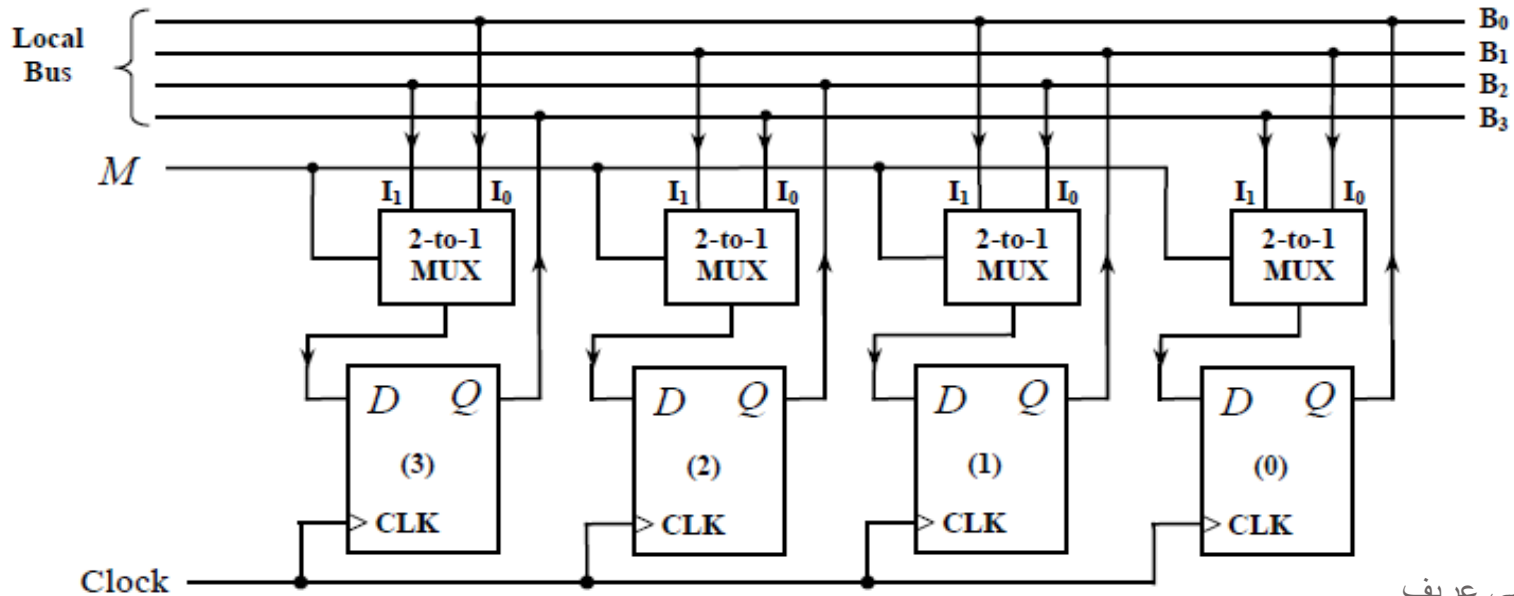 Local Bus
B₀
B₁
B₂
B₃
M
I₁ I₀ I₁ I₀ I₁ I₀ I₁ I₀
2-to-1 2-to-1 2-to-1 2-to-1
MUX MUX MUX MUX
D Q D Q D Q D Q
(3) (2) (1) (0)
CLK CLK CLK CLK
Clock